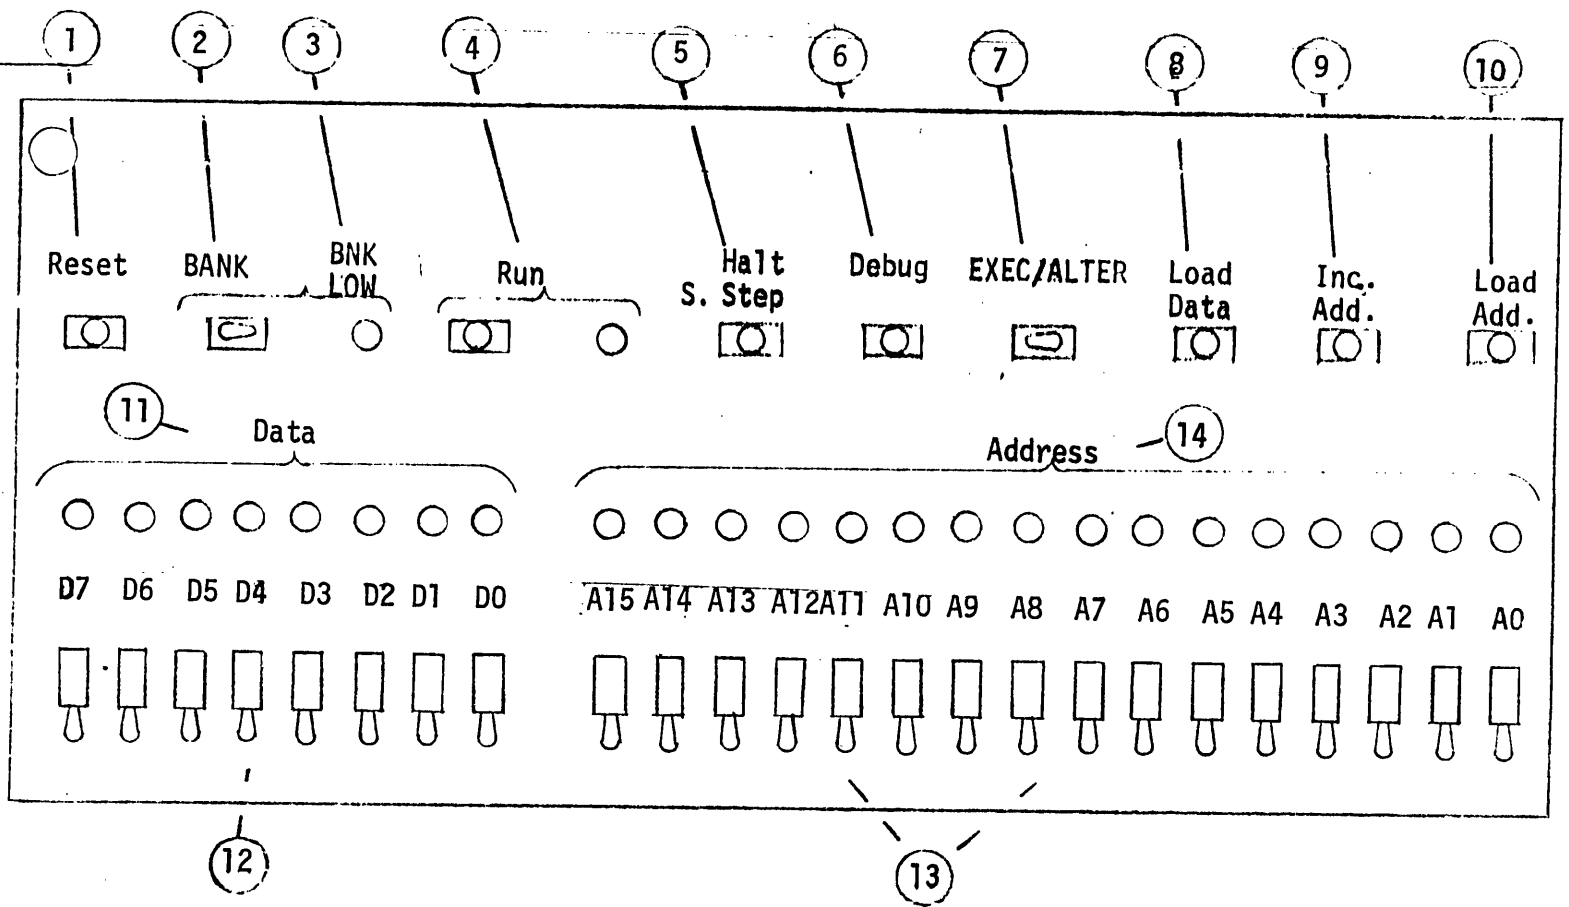 1 2 3 4 5 6 7 8 9 10
Reset
BANK
BNK
LOW
Run
Halt
S. Step
Debug
EXEC/ALTER
Load
Data
Inc.
Add.
Load
Add.
11
Data
Address
14
D7 D6 D5 D4 D3 D2 D1 D0
A15 A14 A13 A12 A11 A10 A9 A8 A7 A6 A5 A4 A3 A2 A1 A0
12
13